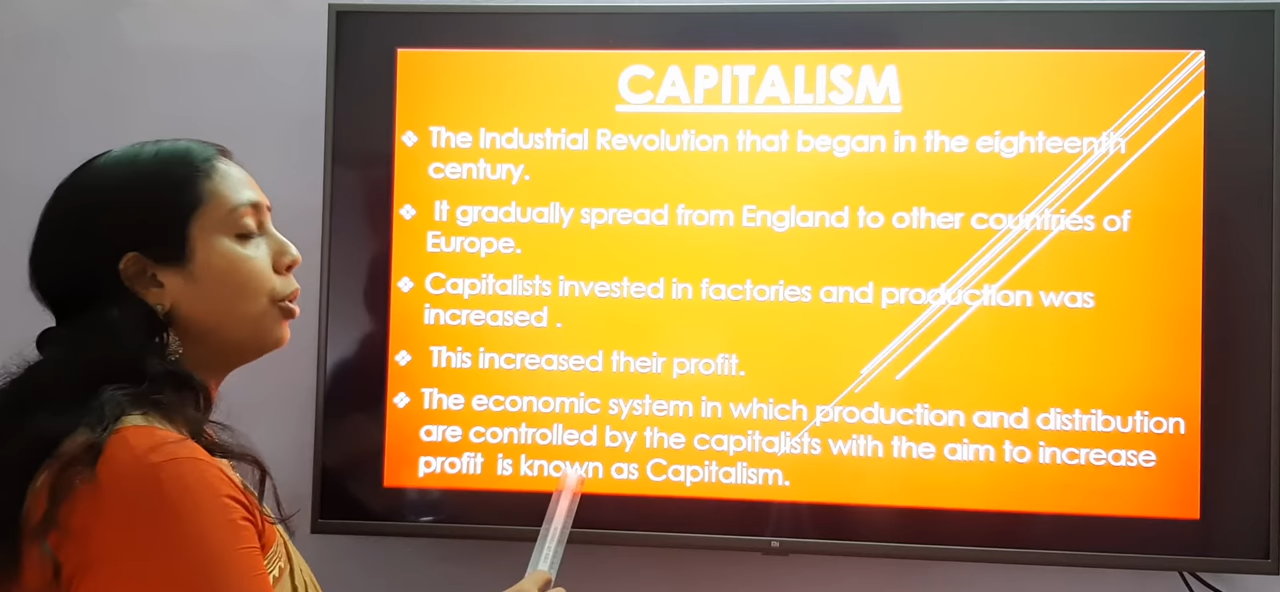 CAPITALISM
❖ The Industrial Revolution that began in the eighteenth
century.
❖ It gradually spread from England to other countries of
Europe.
❖ Capitalists invested in factories and production was
increased .
❖ This increased their profit.
❖ The economic system in which production and distribution
are controlled by the capitalists with the aim to increase
profit is known as Capitalism.
mi